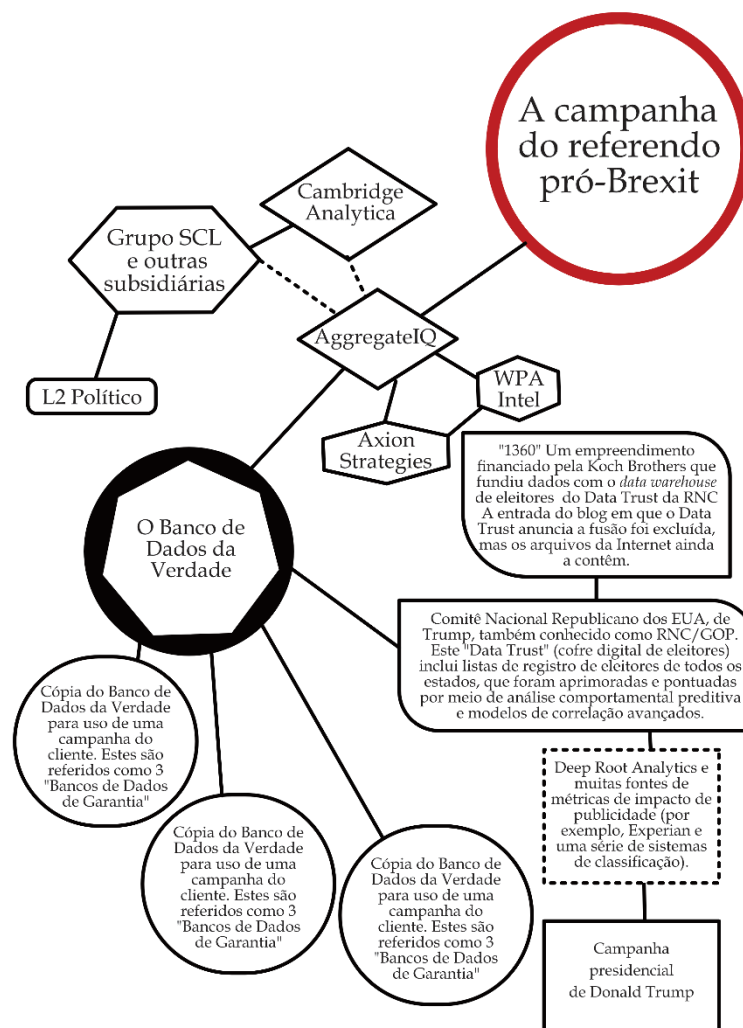 A campanha
do referendo
pró-Brexit
Cambridge
Analytica
Grupo SCL
e outras
subsidiárias
AggregateIQ
WPA
Intel
L2 Político
Axion
Strategies
"1360" Um empreendimento
financiado pela Koch Brothers que
fundiu dados com o data warehouse
de eleitores do Data Trust da RNC
A entrada do blog em que o Data
Trust anuncia a fusão foi excluída,
mas os arquivos da Internet ainda
a contêm.
O Banco de
Dados da
Verdade
Comitê Nacional Republicano dos EUA, de
Trump, também conhecido como RNC/GOP.
Este "Data Trust" (cofre digital de eleitores)
inclui listas de registro de eleitores de todos os
estados, que foram aprimoradas e pontuadas
por meio de análise comportamental preditiva
e modelos de correlação avançados.
Cópia do Banco de
Dados da Verdade
para uso de uma
campanha do
cliente. Estes são
referidos como 3
"Bancos de Dados
de Garantia"
Deep Root Analytics e
muitas fontes de
métricas de impacto de
publicidade (por
exemplo, Experian e
uma série de sistemas
de classificação).
Cópia do Banco de
Dados da Verdade
para uso de uma
campanha do
cliente. Estes são
referidos como 3
"Bancos de Dados
de Garantia"
Cópia do Banco de
Dados da Verdade
para uso de uma
campanha do
cliente. Estes são
referidos como 3
"Bancos de Dados
de Garantia"
Campanha
presidencial
de Donald Trump